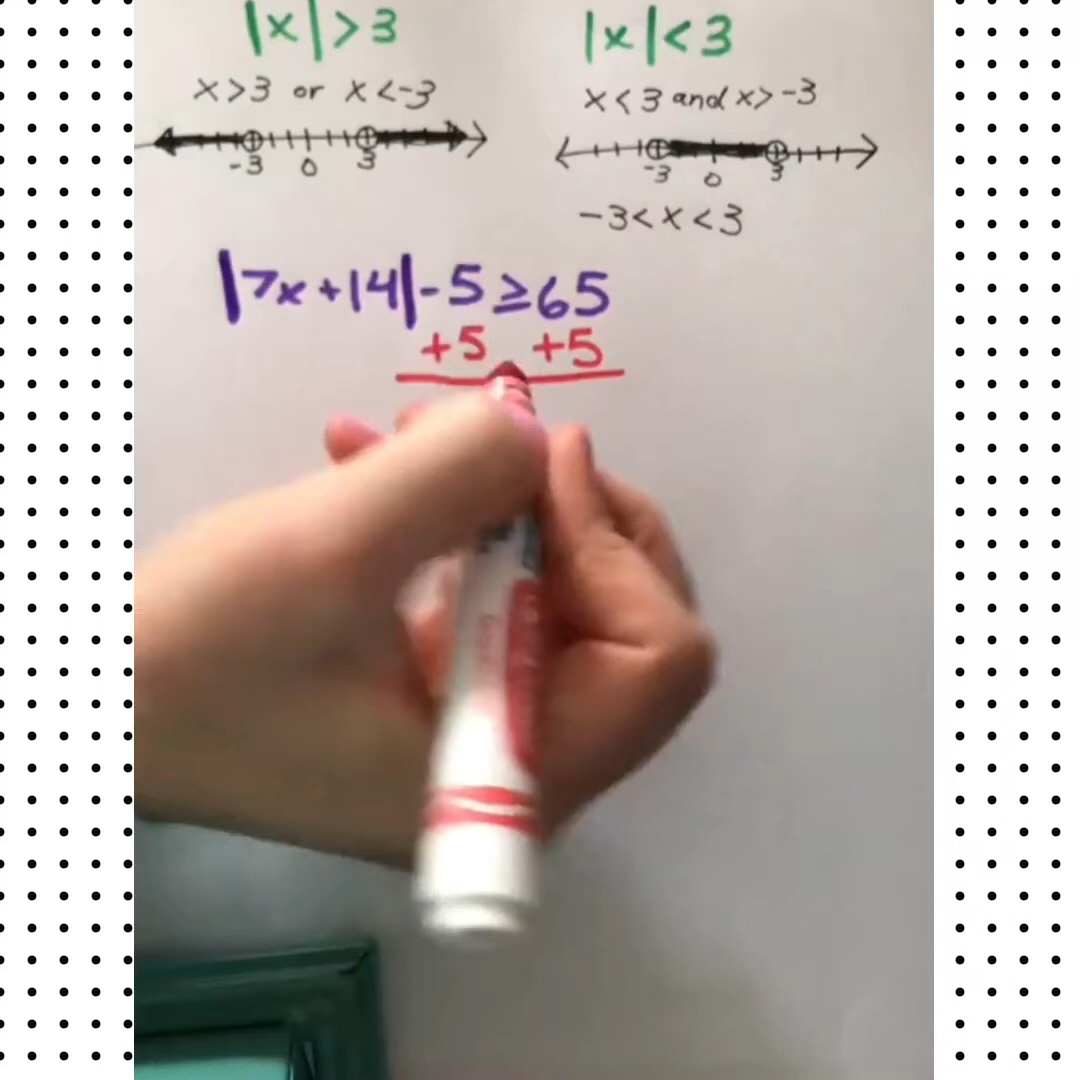 |x|>3
x>3 or x<-3
-3 0 3
|x|<3
x<3 and x>-3
-3 0 3
-3<x<3
|7x+14|-5≥65
+5 +5